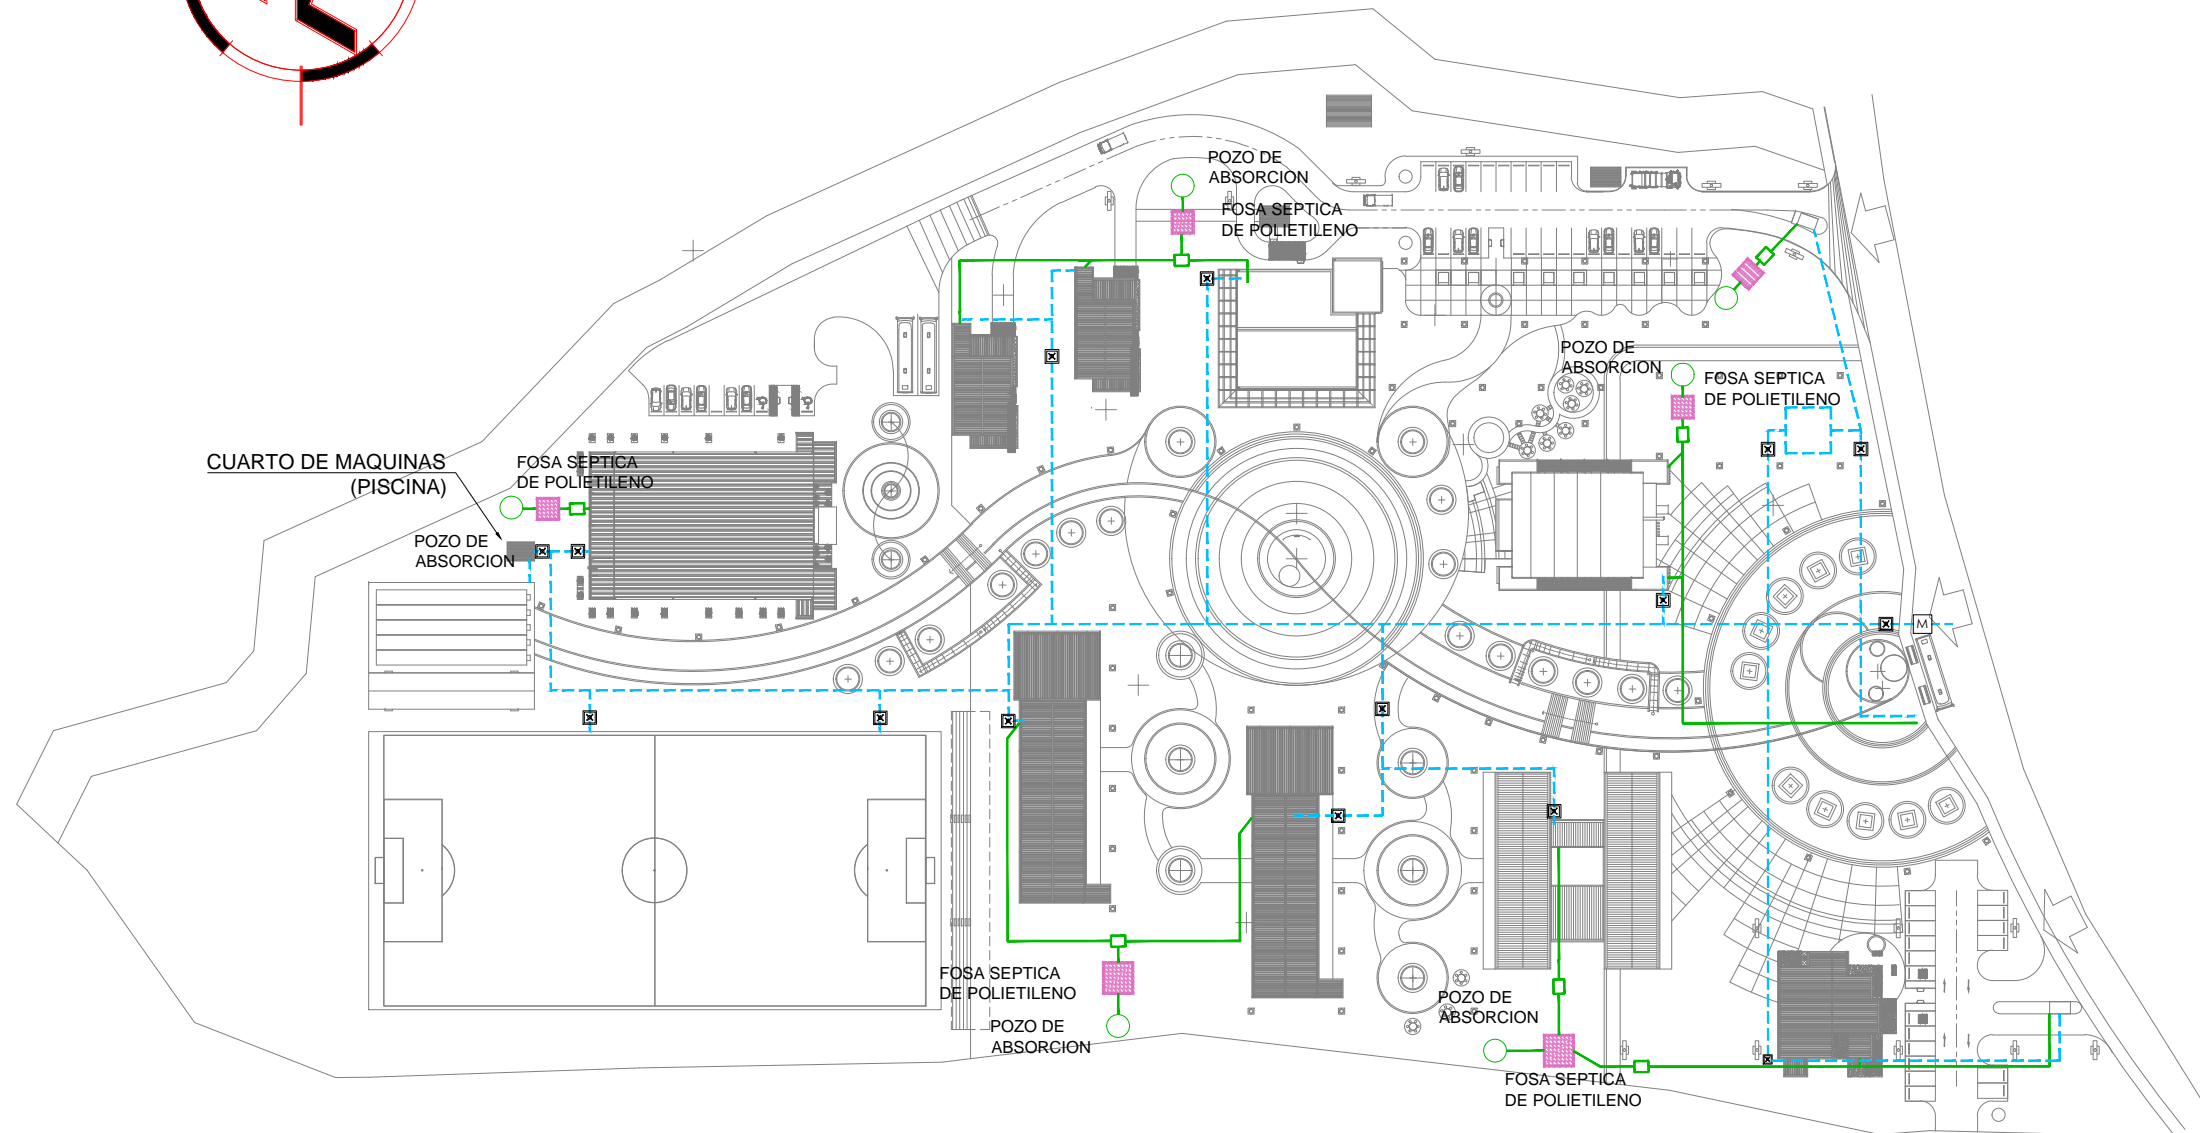 POZO DE
ABSORCION
FOSA SEPTICA
DE POLIETILENO
POZO DE
ABSORCION
FOSA SEPTICA
DE POLIETILENO
CUARTO DE MAQUINAS
(PISCINA)
FOSA SEPTICA
DE POLIETILENO
POZO DE
ABSORCION
M
FOSA SEPTICA
DE POLIETILENO
POZO DE
ABSORCION
POZO DE
ABSORCION
FOSA SEPTICA
DE POLIETILENO